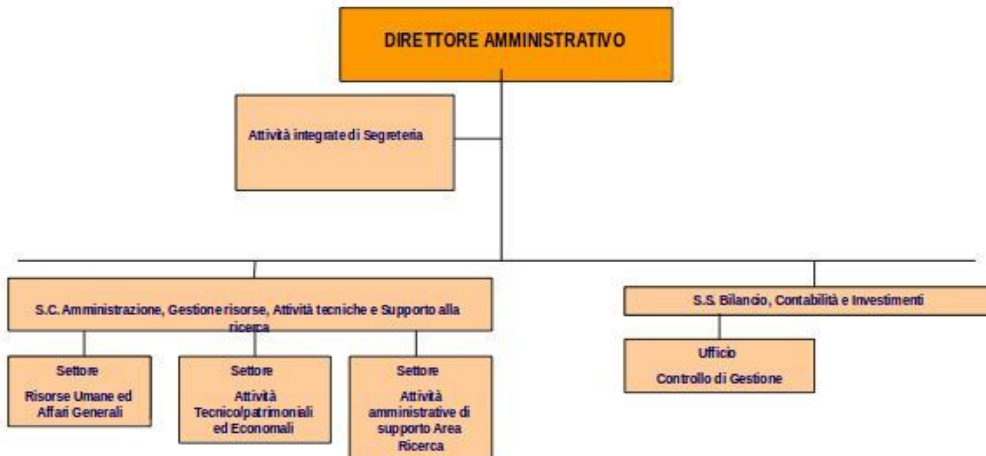 DIRETTORE AMMINISTRATIVO
Attività integrate di Segreteria
S.C. Amministrazione, Gestione risorse, Attività tecniche e Supporto alla
ricerca
S.S. Bilancio, Contabilità e Investimenti
Settore
Risorse Umane ed
Affari Generali
Settore
Attività
Tecnico/patrimoniali
ed Economali
Settore
Attività
amministrative di
supporto Area
Ricerca
Ufficio
Controllo di Gestione